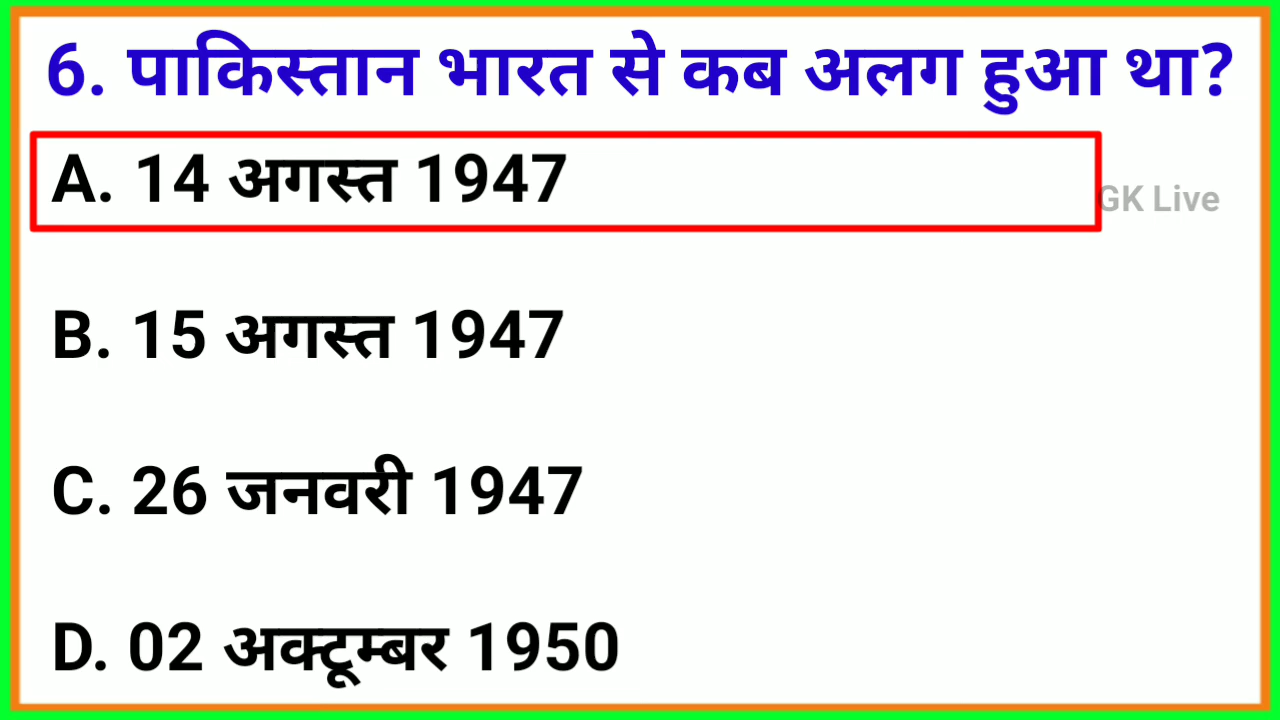 6. पाकिस्तान भारत से कब अलग हुआ था?
A. 14 अगस्त 1947
GK Live
B. 15 अगस्त 1947
C. 26 जनवरी 1947
D. 02 अक्टूम्बर 1950